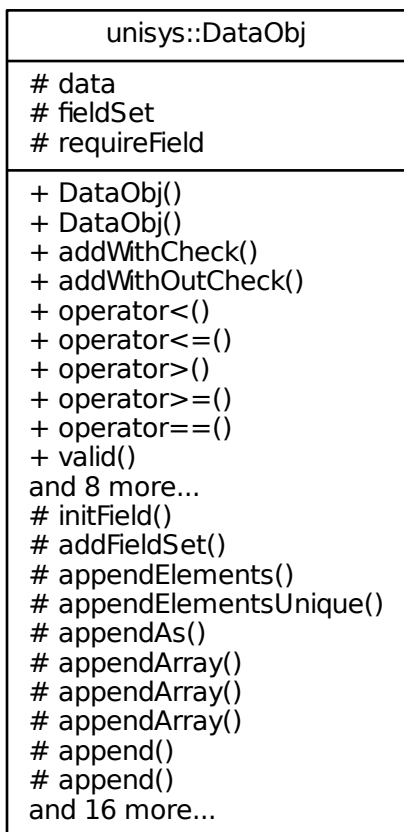 unisys::DataObj
# data
# fieldSet
# requireField
+ DataObj()
+ DataObj()
+ addWithCheck()
+ addWithOutCheck()
+ operator<()
+ operator<=()
+ operator>()
+ operator>=()
+ operator==()
+ valid()
and 8 more...
# initField()
# addFieldSet()
# appendElements()
# appendElementsUnique()
# appendAs()
# appendArray()
# appendArray()
# appendArray()
# append()
# append()
and 16 more...